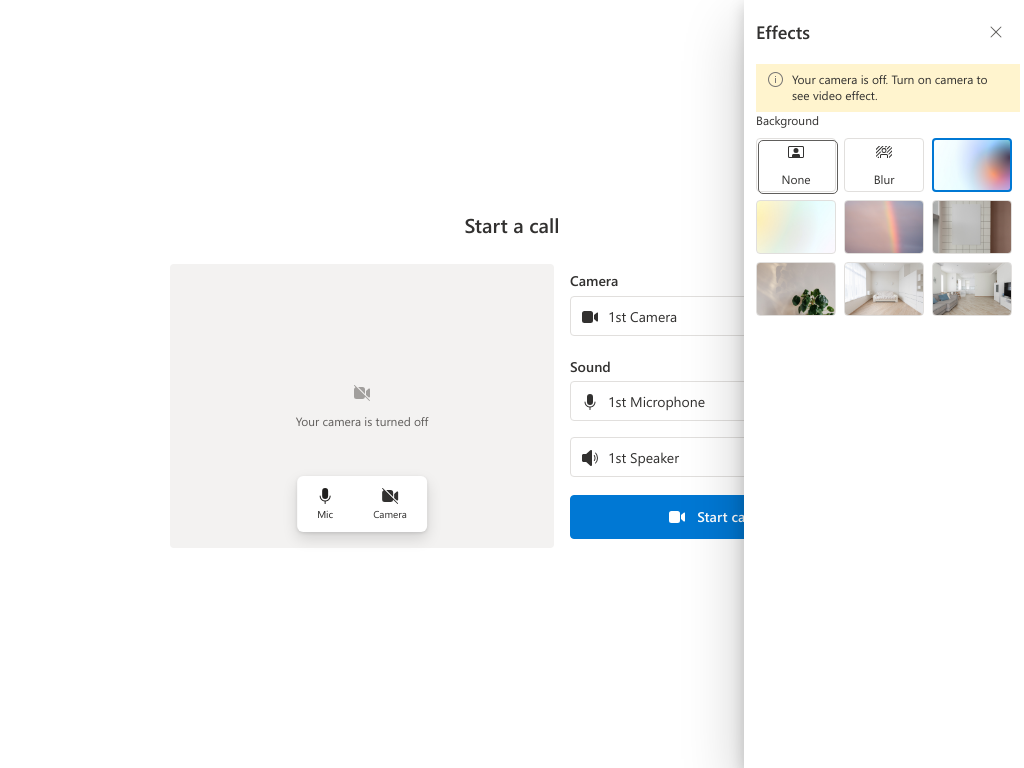 Effects
Your camera is off. Turn on camera to
see video effect.
Background
None
Blur
Start a call
Your camera is turned off
Mic
Camera
Camera
1st Camera
Sound
1st Microphone
1st Speaker
Start ca